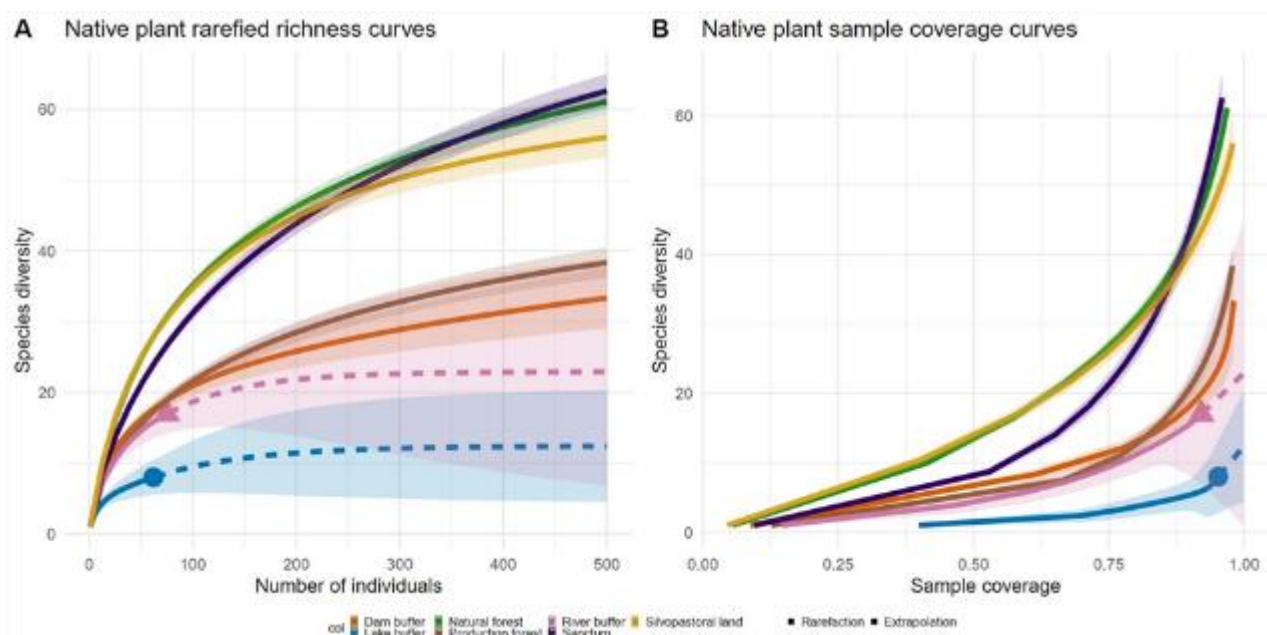 A Native plant rarefied richness curves
Species diversity
60
40
20
0
0 100 200 300 400 500
Number of individuals
B Native plant sample coverage curves
Species diversity
60
40
20
0
0.00 0.25 0.50 0.75 1.00
Sample coverage
col Dam buffer Natural forest River buffer Silvopastoral land
Lake buffer Production forest Sanctum
Rarefaction Extrapolation